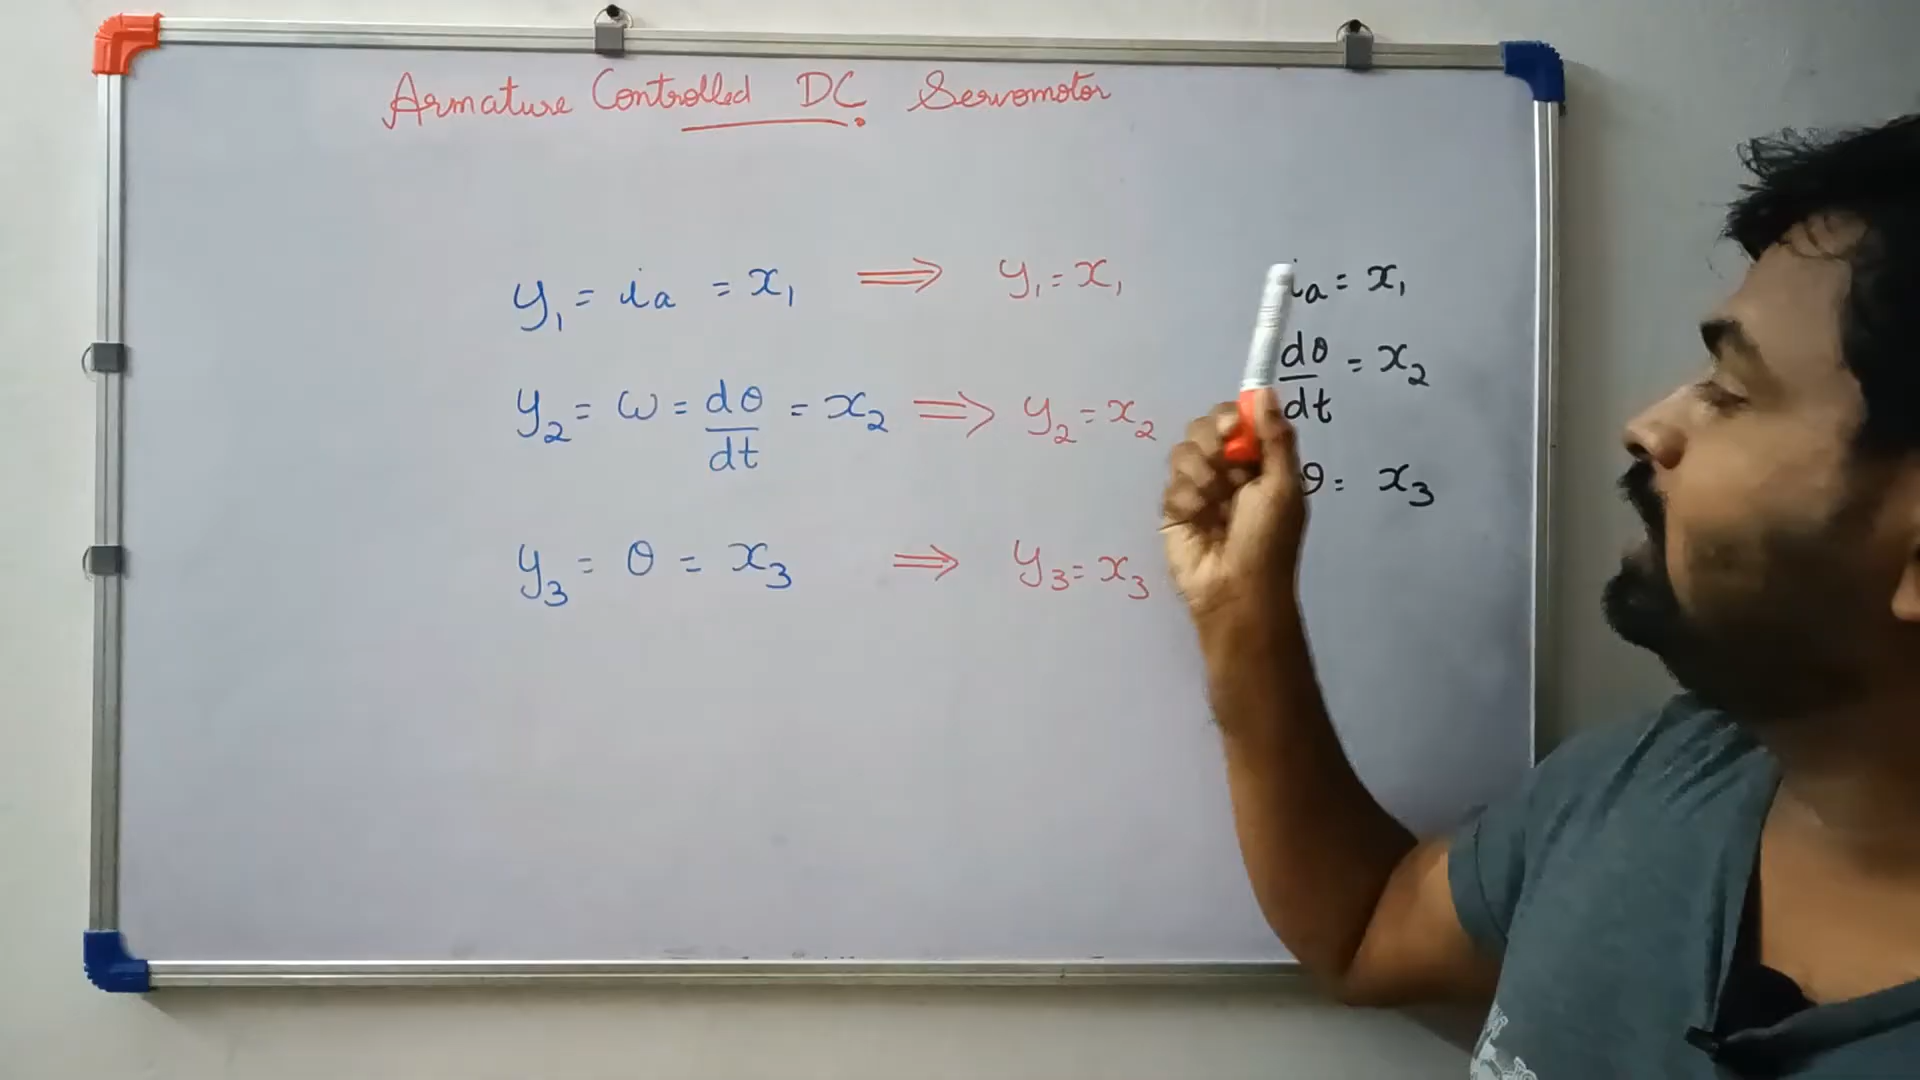 Armature Controlled DC Servomotor
y₁ = iₐ = x₁ ⟹ y₁ = x₁
y₂ = ω = dθ/dt = x₂ ⟹ y₂ = x₂
y₃ = θ = x₃ ⟹ y₃ = x₃
iₐ = x₁
dθ/dt = x₂
θ = x₃